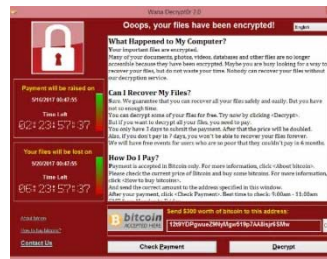 Wana Decrypt0r 2.0
Ooops, your files have been encrypted!
English
What Happened to My Computer?
Your important files are encrypted.
Many of your documents, photos, videos, databases and other files are no longer
accessible because they have been encrypted. Maybe you are busy looking for a way to
recover your files, but do not waste your time. Nobody can recover your files without
our decryption service.
Can I Recover My Files?
Sure. We guarantee that you can recover all your files safely and easily. But you have
not so enough time.
You can decrypt some of your files for free. Try now by clicking <Decrypt>.
But if you want to decrypt all your files, you need to pay.
You only have 3 days to submit the payment. After that the price will be doubled.
Also, if you don't pay in 7 days, you won't be able to recover your files forever.
We will have free events for users who are so poor that they couldn't pay in 6 months.
How Do I Pay?
Payment is accepted in Bitcoin only. For more information, click <About bitcoin>.
Please check the current price of Bitcoin and buy some bitcoins. For more information,
click <How to buy bitcoins>.
And send the correct amount to the address specified in this window.
After your payment, click <Check Payment>. Best time to check: 9:00am - 11:00am
Payment will be raised on
5/16/2017 00:47:55
Time Left
02:23:57:37
Your files will be lost on
5/20/2017 00:47:55
Time Left
06:23:57:37
About bitcoin
How to buy bitcoins?
Contact Us
bitcoin
ACCEPTED HERE
Send $300 worth of bitcoin to this address:
Check Payment
Decrypt